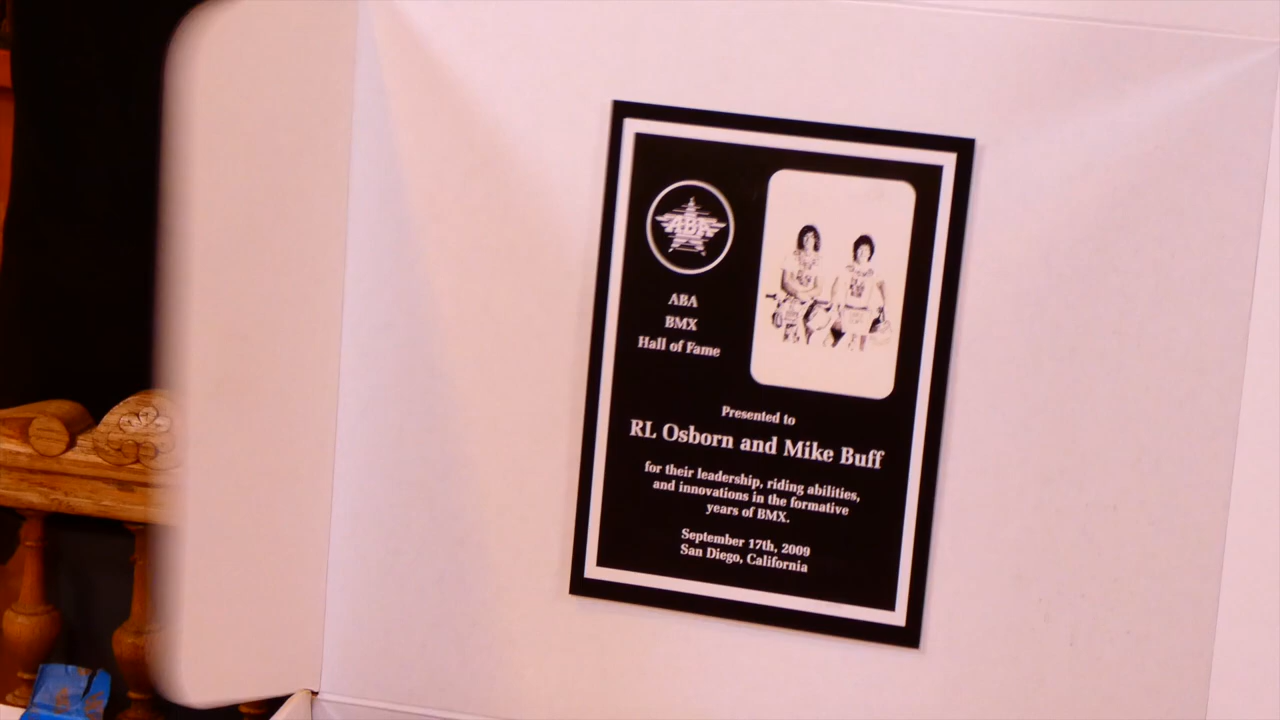 ABA
ABA
BMX
Hall of Fame
Presented to
RL Osborn and Mike Buff
for their leadership, riding abilities,
and innovations in the formative
years of BMX.
September 17th, 2009
San Diego, California